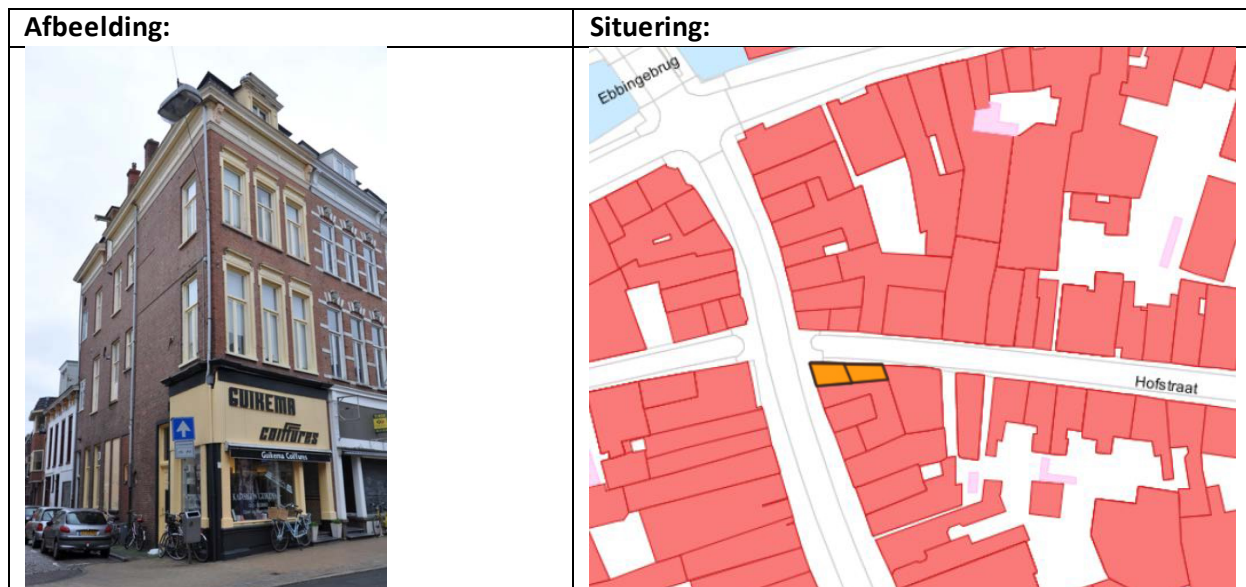 Afbeelding:
Situering:
GUIKEMA
coiffures
Guikema Coiffures
Ebbingebrug
Hofstraat